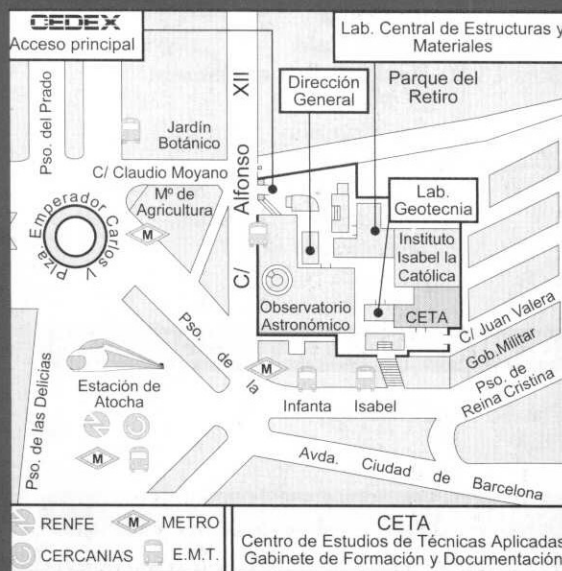 CEDEX
Acceso principal
Lab. Central de Estructuras y
Materiales
Dirección
General
Parque del
Retiro
Pso. del Prado
Jardín
Botánico
C/ Alfonso XII
C/ Claudio Moyano
Mº de
Agricultura
M
Plza. Emperador Carlos V
Lab.
Geotecnia
Instituto
Isabel la
Católica
Observatorio
Astronómico
CETA
C/ Juan Valera
Gob.Militar
Pso. de
Reina Cristina
Pso. de la
M
Infanta Isabel
Estación de
Atocha
M
Pso. de las Delicias
Avda. Ciudad de Barcelona
RENFE
M METRO
CERCANIAS
E.M.T.
CETA
Centro de Estudios de Técnicas Aplicadas
Gabinete de Formación y Documentación